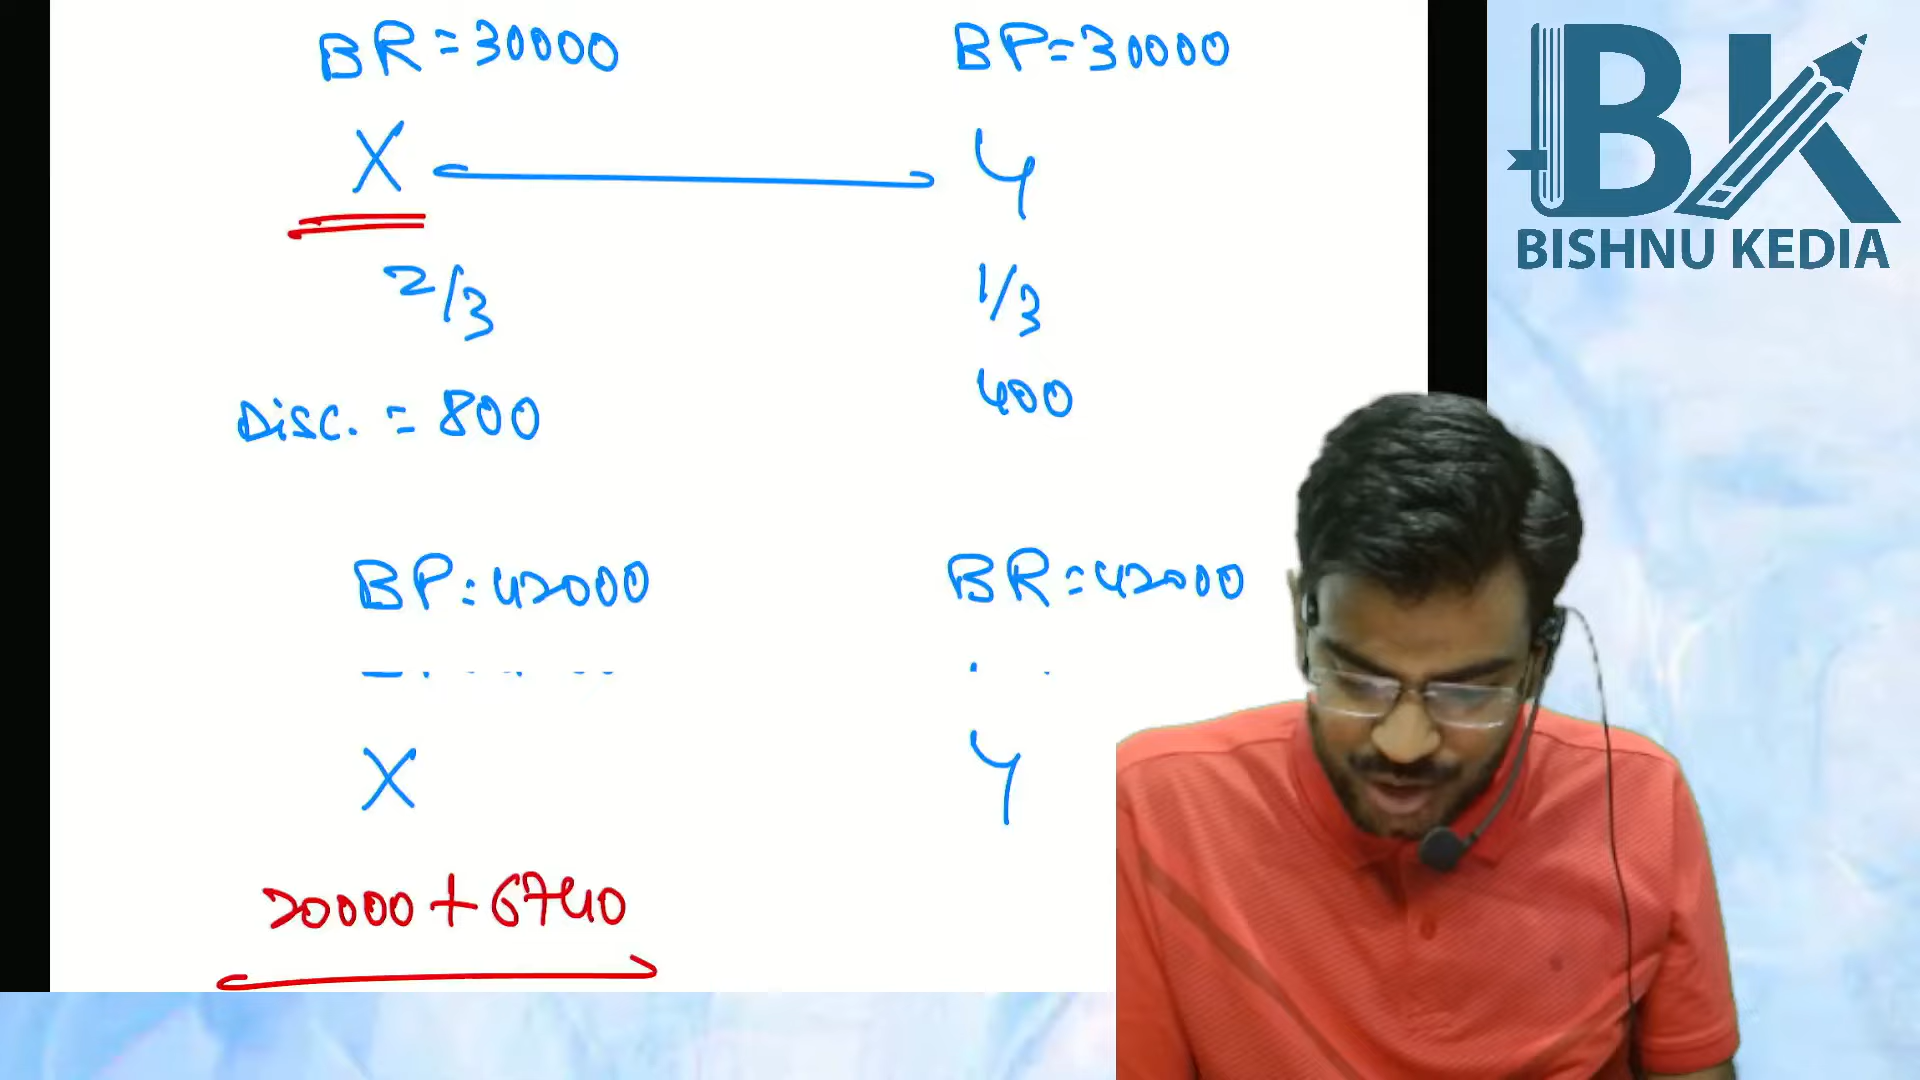 BR = 30000 BP = 30000
X Y
2/3 1/3
Disc. = 800 400
BP = 42000 BR = 42000
X Y
20000 + 6740
BK
BISHNU KEDIA